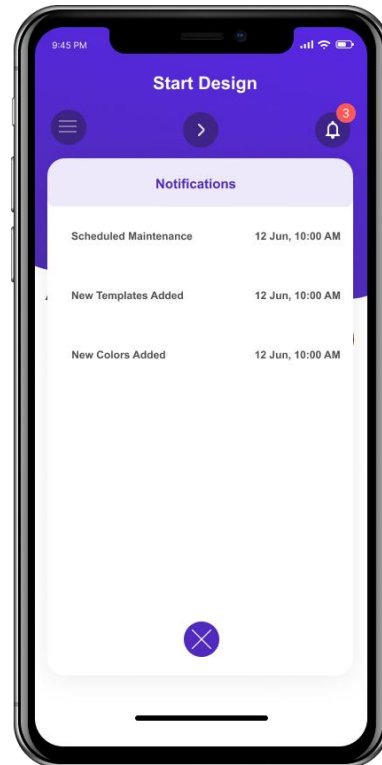 9:45 PM
Start Design
3
Notifications
Scheduled Maintenance 12 Jun, 10:00 AM
New Templates Added 12 Jun, 10:00 AM
New Colors Added 12 Jun, 10:00 AM